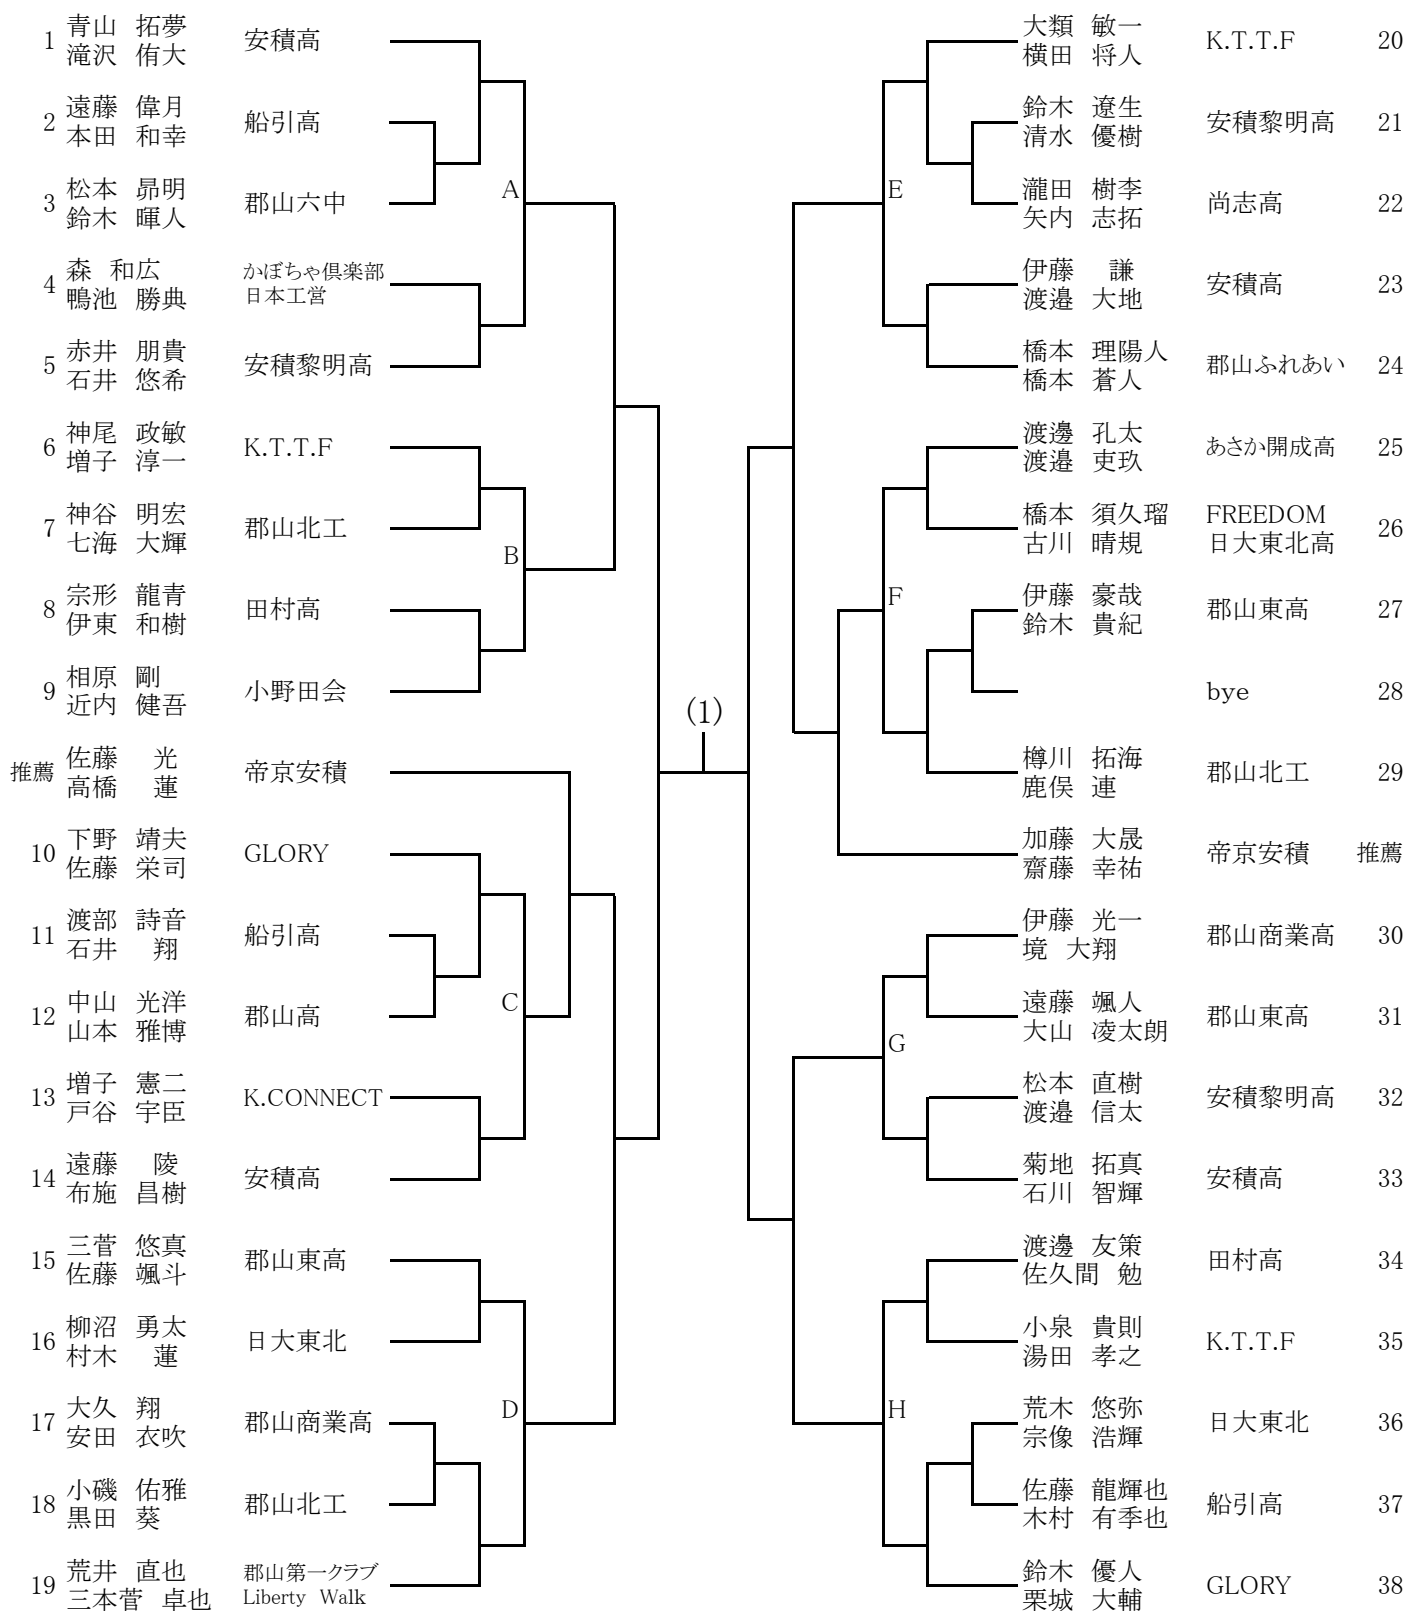 1 青山 拓夢 安積高
滝沢 侑大
2 遠藤 偉月 船引高
本田 和幸
3 松本 昴明 郡山六中
鈴木 暉人
A
4 森 和広 かぼちゃ倶楽部
鴨池 勝典 日本工営
5 赤井 朋貴 安積黎明高
石井 悠希
6 神尾 政敏 K.T.T.F
増子 淳一
7 神谷 明宏 郡山北工
七海 大輝
B
8 宗形 龍青 田村高
伊東 和樹
9 相原 剛 小野田会
近内 健吾
推薦 佐藤 光 帝京安積
高橋 蓮
10 下野 靖夫 GLORY
佐藤 栄司
11 渡部 詩音 船引高
石井 翔
12 中山 光洋 郡山高
山本 雅博
C
13 増子 憲二 K.CONNECT
戸谷 宇臣
14 遠藤 陵 安積高
布施 昌樹
15 三菅 悠真 郡山東高
佐藤 颯斗
16 柳沼 勇太 日大東北
村木 蓮
17 大久 翔 郡山商業高
安田 衣吹
D
18 小磯 佑雅 郡山北工
黒田 葵
19 荒井 直也 郡山第一クラブ
三本菅 卓也 Liberty Walk
(1)
大類 敏一 K.T.T.F 20
横田 将人
鈴木 遼生 安積黎明高 21
清水 優樹
E
瀧田 樹李 尚志高 22
矢内 志拓
伊藤 謙 安積高 23
渡邉 大地
橋本 理陽人 郡山ふれあい 24
橋本 蒼人
渡邊 孔太 あさか開成高 25
渡邉 吏玖
橋本 須久瑠 FREEDOM 26
古川 晴規 日大東北高
F
伊藤 豪哉 郡山東高 27
鈴木 貴紀
bye 28
樽川 拓海 郡山北工 29
鹿俣 連
加藤 大晟 帝京安積 推薦
齋藤 幸祐
伊藤 光一 郡山商業高 30
境 大翔
遠藤 颯人 郡山東高 31
大山 凌太朗
G
松本 直樹 安積黎明高 32
渡邉 信太
菊地 拓真 安積高 33
石川 智輝
渡邊 友策 田村高 34
佐久間 勉
小泉 貴則 K.T.T.F 35
湯田 孝之
H
荒木 悠弥 日大東北 36
宗像 浩輝
佐藤 龍輝也 船引高 37
木村 有季也
鈴木 優人 GLORY 38
栗城 大輔